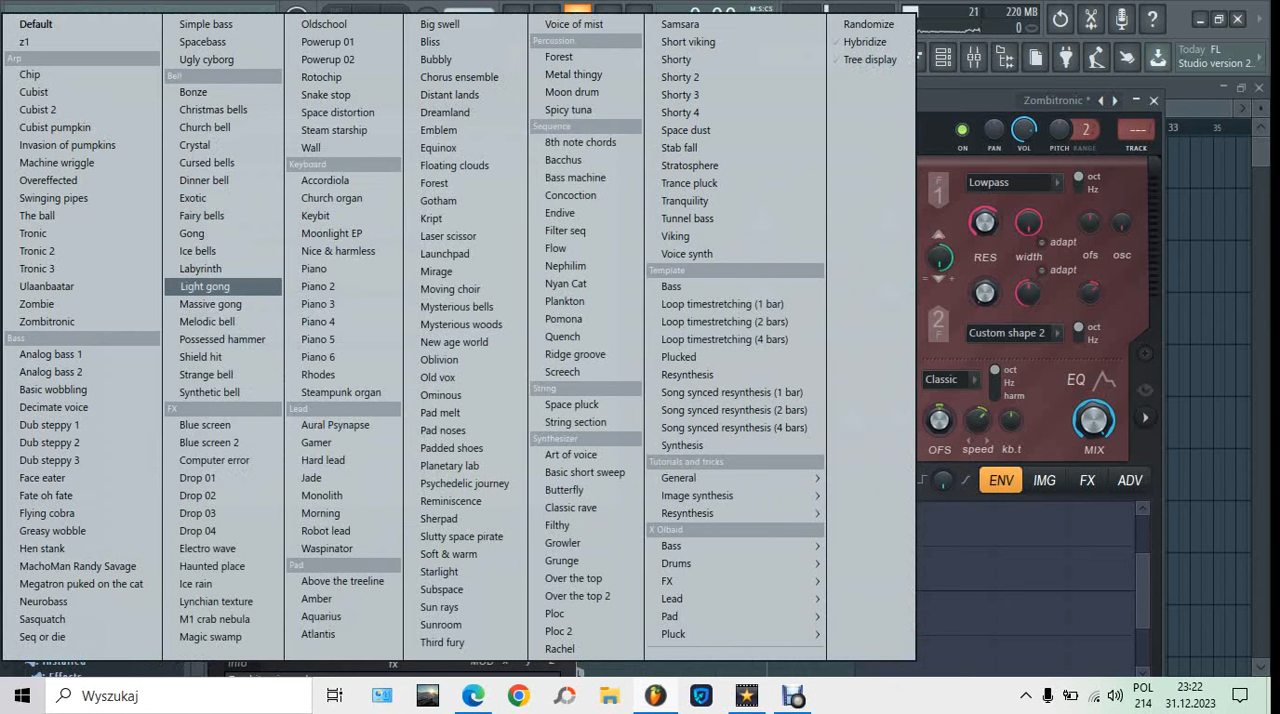 Default
z1
Arp
Chip
Cubist
Cubist 2
Cubist pumpkin
Invasion of pumpkins
Machine wriggle
Overeffected
Swinging pipes
The ball
Tronic
Tronic 2
Tronic 3
Ulaanbaatar
Zombie
Zombitronic
Bass
Analog bass 1
Analog bass 2
Basic wobbling
Decimate voice
Dub steppy 1
Dub steppy 2
Dub steppy 3
Face eater
Fate oh fate
Flying cobra
Greasy wobble
Hen stank
MachoMan Randy Savage
Megatron puked on the cat
Neurobass
Sasquatch
Seq or die
Simple bass
Spacebass
Ugly cyborg
Bell
Bonze
Christmas bells
Church bell
Crystal
Cursed bells
Dinner bell
Exotic
Fairy bells
Gong
Ice bells
Labyrinth
Light gong
Massive gong
Melodic bell
Possessed hammer
Shield hit
Strange bell
Synthetic bell
FX
Blue screen
Blue screen 2
Computer error
Drop 01
Drop 02
Drop 03
Drop 04
Electro wave
Haunted place
Ice rain
Lynchian texture
M1 crab nebula
Magic swamp
Oldschool
Powerup 01
Powerup 02
Rotochip
Snake stop
Space distortion
Steam starship
Wall
Keyboard
Accordiola
Church organ
Keybit
Moonlight EP
Nice & harmless
Piano
Piano 2
Piano 3
Piano 4
Piano 5
Piano 6
Rhodes
Steampunk organ
Lead
Aural Psynapse
Gamer
Hard lead
Jade
Monolith
Morning
Robot lead
Waspinator
Pad
Above the treeline
Amber
Aquarius
Atlantis
Big swell
Bliss
Bubbly
Chorus ensemble
Distant lands
Dreamland
Emblem
Equinox
Floating clouds
Forest
Gotham
Kript
Laser scissor
Launchpad
Mirage
Moving choir
Mysterious bells
Mysterious woods
New age world
Oblivion
Old vox
Ominous
Pad melt
Pad noses
Padded shoes
Planetary lab
Psychedelic journey
Reminiscence
Sherpad
Slutty space pirate
Soft & warm
Starlight
Subspace
Sun rays
Sunroom
Third fury
Voice of mist
Percussion
Forest
Metal thingy
Moon drum
Spicy tuna
Sequence
8th note chords
Bacchus
Bass machine
Concoction
Endive
Filter seq
Flow
Nephilim
Nyan Cat
Plankton
Pomona
Quench
Ridge groove
Screech
String
Space pluck
String section
Synthesizer
Art of voice
Basic short sweep
Butterfly
Classic rave
Filthy
Growler
Grunge
Over the top
Over the top 2
Ploc
Ploc 2
Rachel
Samsara
Short viking
Shorty
Shorty 2
Shorty 3
Shorty 4
Space dust
Stab fall
Stratosphere
Trance pluck
Tranquility
Tunnel bass
Viking
Voice synth
Template
Bass
Loop timestretching (1 bar)
Loop timestretching (2 bars)
Loop timestretching (4 bars)
Plucked
Resynthesis
Song synced resynthesis (1 bar)
Song synced resynthesis (2 bars)
Song synced resynthesis (4 bars)
Synthesis
Tutorials and tricks
General
Image synthesis
Resynthesis
X Olbaid
Bass
Drums
FX
Lead
Pad
Pluck
Randomize
Hybridize
Tree display
M:S:CS
21 220 MB
0
Today FL
Studio version 2..
33 35
Zombitronic *
2 ---
ON PAN VOL PITCH RANGE TRACK
F 1
Lowpass
oct
Hz
adapt
RES width ofs osc
adapt
2 F
Custom shape 2
oct
Hz
Classic
oct
Hz
harm
EQ
OFS speed kb.t MIX
ENV IMG FX ADV
Wyszukaj
POL
214
23:22
31.12.2023